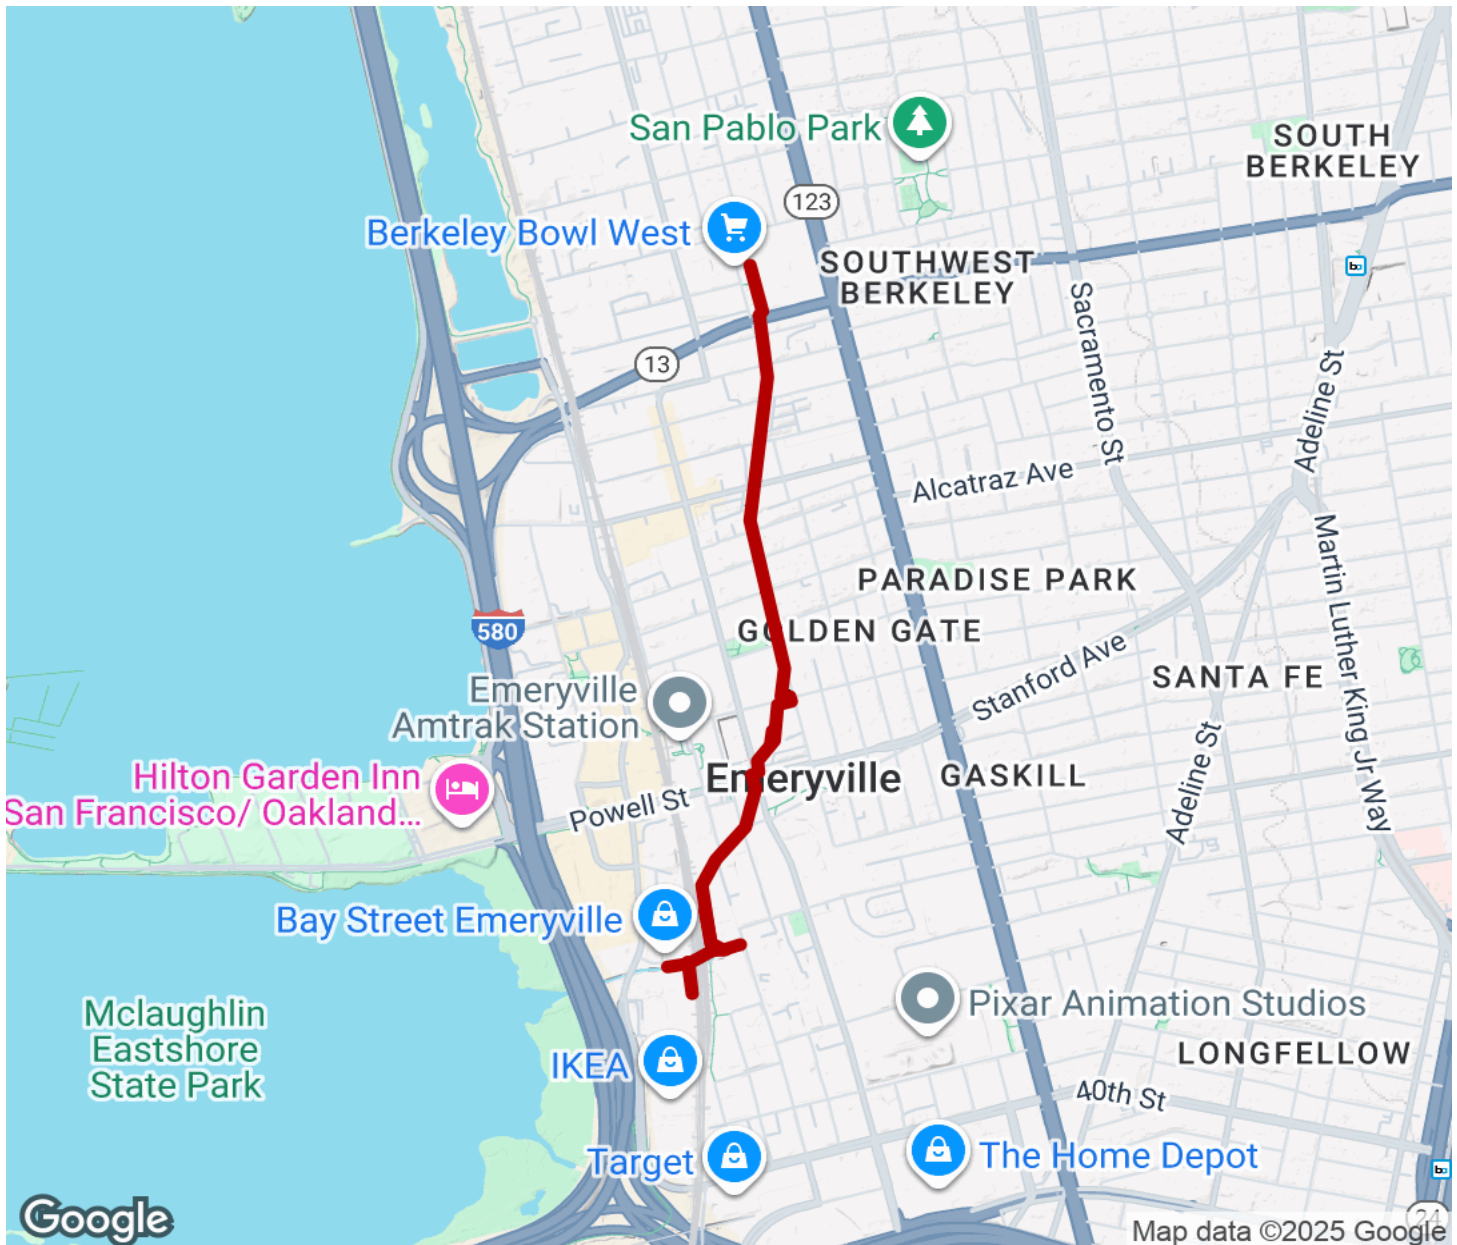 San Pablo Park
SOUTH
BERKELEY
123
Berkeley Bowl West
SOUTHWEST
BERKELEY
Sacramento St
13
Adeline St
Alcatraz Ave
Martin Luther King Jr Way
PARADISE PARK
580
GOLDEN GATE
Stanford Ave
SANTA FE
Emeryville
Amtrak Station
Hilton Garden Inn
San Francisco/ Oakland...
Emeryville
GASKILL
Powell St
Adeline St
Bay Street Emeryville
Mclaughlin
Eastshore
State Park
Pixar Animation Studios
IKEA
LONGFELLOW
40th St
Target
The Home Depot
24
Google
Map data ©2025 Google